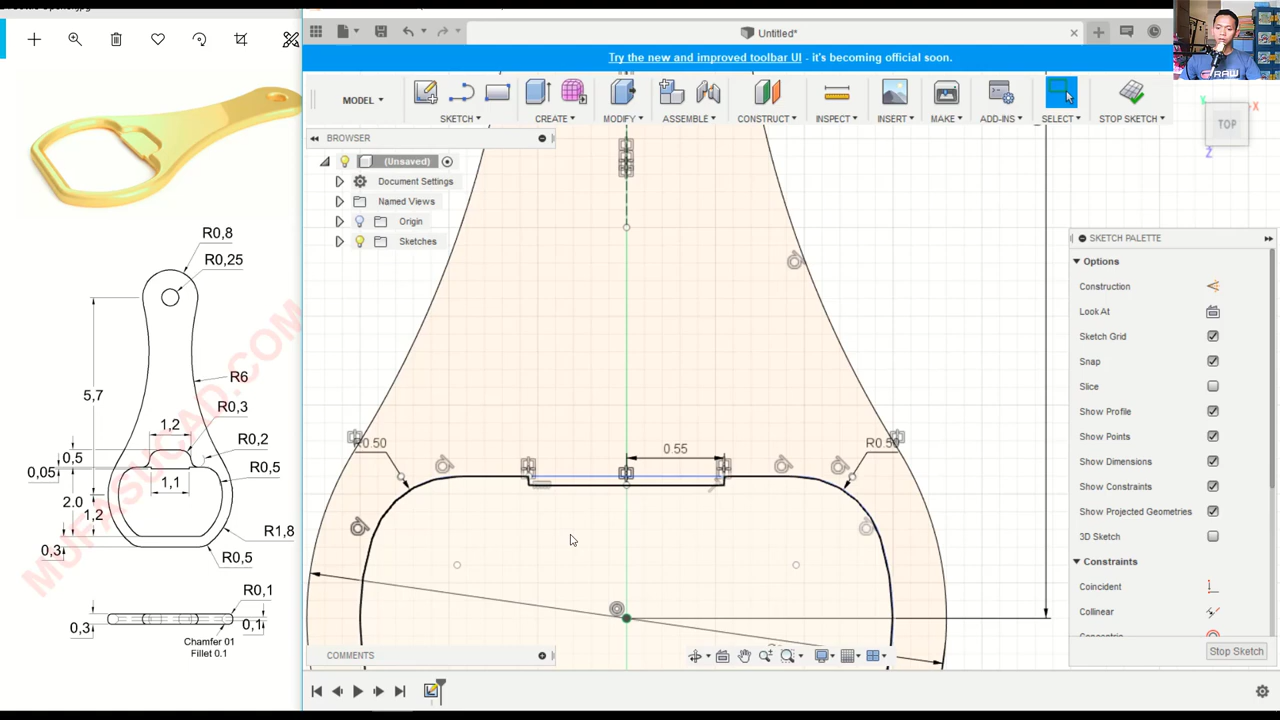 Untitled*
Try the new and improved toolbar UI - it's becoming official soon.
MODEL
SKETCH
CREATE
MODIFY
ASSEMBLE
CONSTRUCT
INSPECT
INSERT
MAKE
ADD-INS
SELECT
STOP SKETCH
BROWSER
(Unsaved)
Document Settings
Named Views
Origin
Sketches
TOP
X
Y
Z
SKETCH PALETTE
Options
Construction
Look At
Sketch Grid
Snap
Slice
Show Profile
Show Points
Show Dimensions
Show Constraints
Show Projected Geometries
3D Sketch
Constraints
Coincident
Collinear
Stop Sketch
R0.50
0.55
R0.50
COMMENTS
R0,8
R0,25
R6
5,7
R0,3
1,2
R0,2
0,5
R0,5
0,05
1,1
2.0
1,2
R1,8
0,3
R0,5
R0,1
0,3
0,1
Chamfer 01
Fillet 0.1
MUFASUCAD.COM
RAW